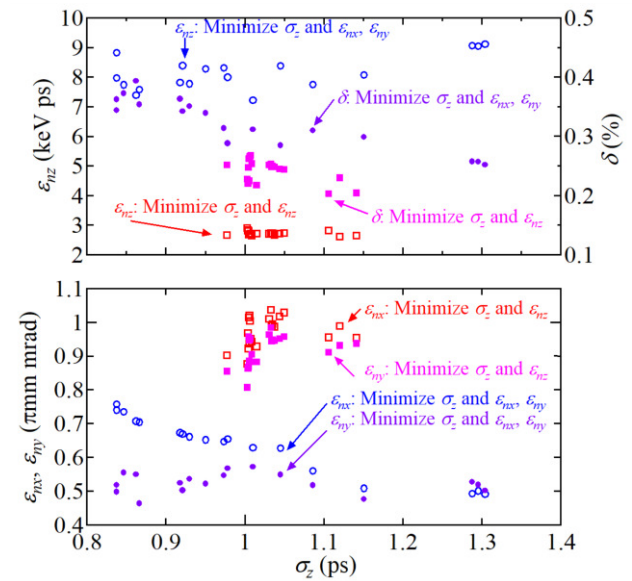 10
9
8
7
6
5
4
3
2
ε_nz (keV ps)
0.5
0.4
0.3
0.2
0.1
δ (%)
ε_nz: Minimize σ_z and ε_nx, ε_ny
δ: Minimize σ_z and ε_nx, ε_ny
ε_nz: Minimize σ_z and ε_nz
δ: Minimize σ_z and ε_nz
1.1
1
0.9
0.8
0.7
0.6
0.5
0.4
ε_nx, ε_ny (πmm mrad)
ε_nx: Minimize σ_z and ε_nz
ε_ny: Minimize σ_z and ε_nz
ε_nx: Minimize σ_z and ε_nx, ε_ny
ε_ny: Minimize σ_z and ε_nx, ε_ny
0.8 0.9 1 1.1 1.2 1.3 1.4
σ_z (ps)